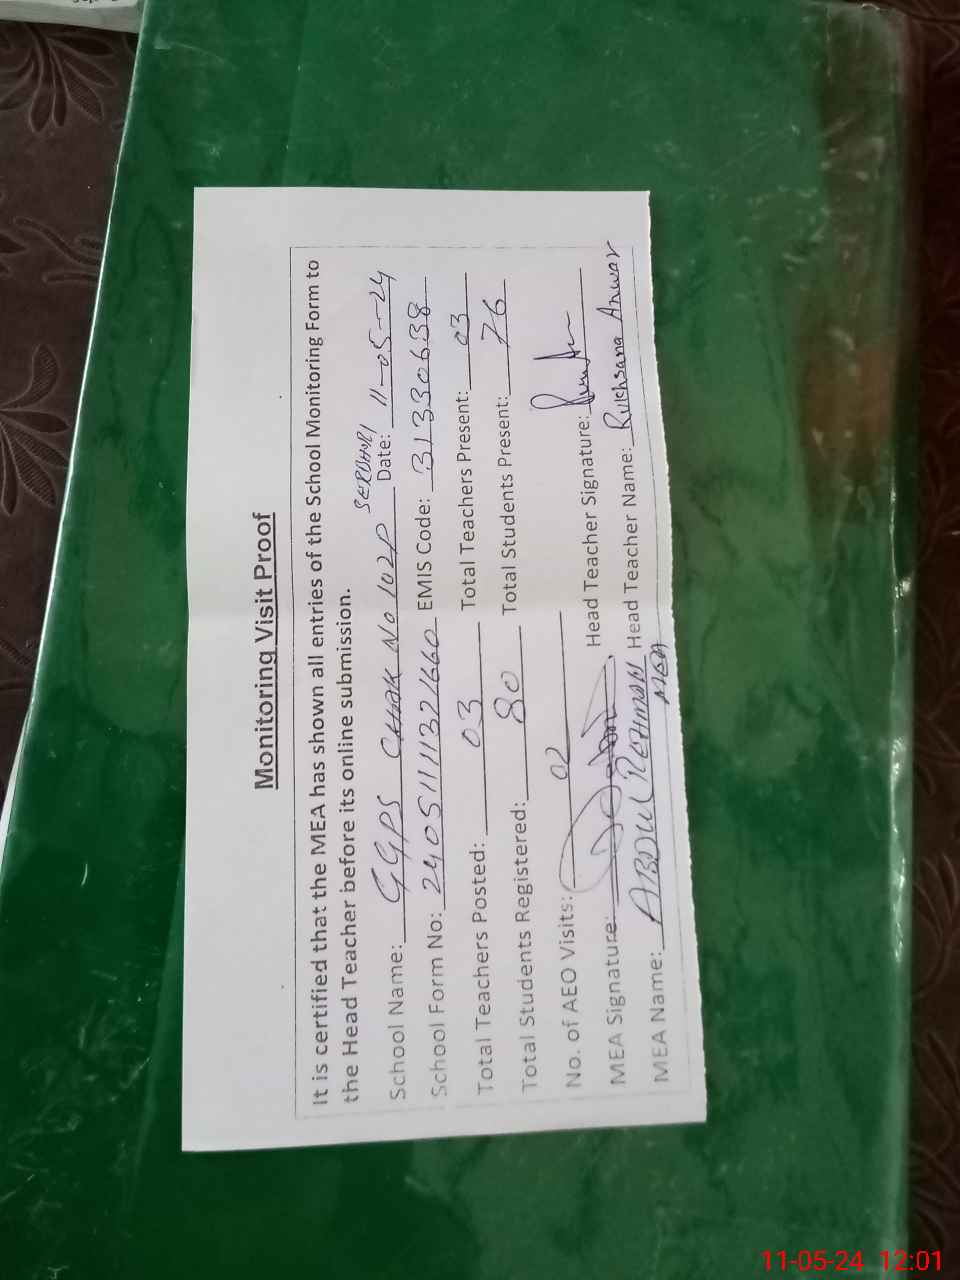 Monitoring Visit Proof
It is certified that the MEA has shown all entries of the School Monitoring Form to
the Head Teacher before its online submission.
School Name: GGPS CHAK No 102P SERDHARI Date: 11-05-24
School Form No: 24051111321660 EMIS Code: 31330638
Total Teachers Posted: 03 Total Teachers Present: 03
Total Students Registered: 80 Total Students Present: 76
No. of AEO Visits: 02
MEA Signature: Head Teacher Signature:
MEA Name: ABDUL REHMAN MEA Head Teacher Name: Rukhsana Anwar
11-05-24 12:01